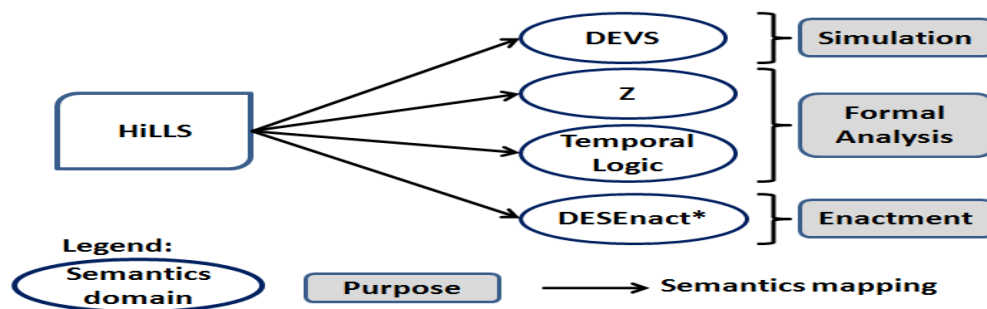 DEVS
Simulation
HiLLS
Z
Temporal
Logic
Formal
Analysis
DESEnact*
Enactment
Legend:
Semantics
domain
Purpose
Semantics mapping